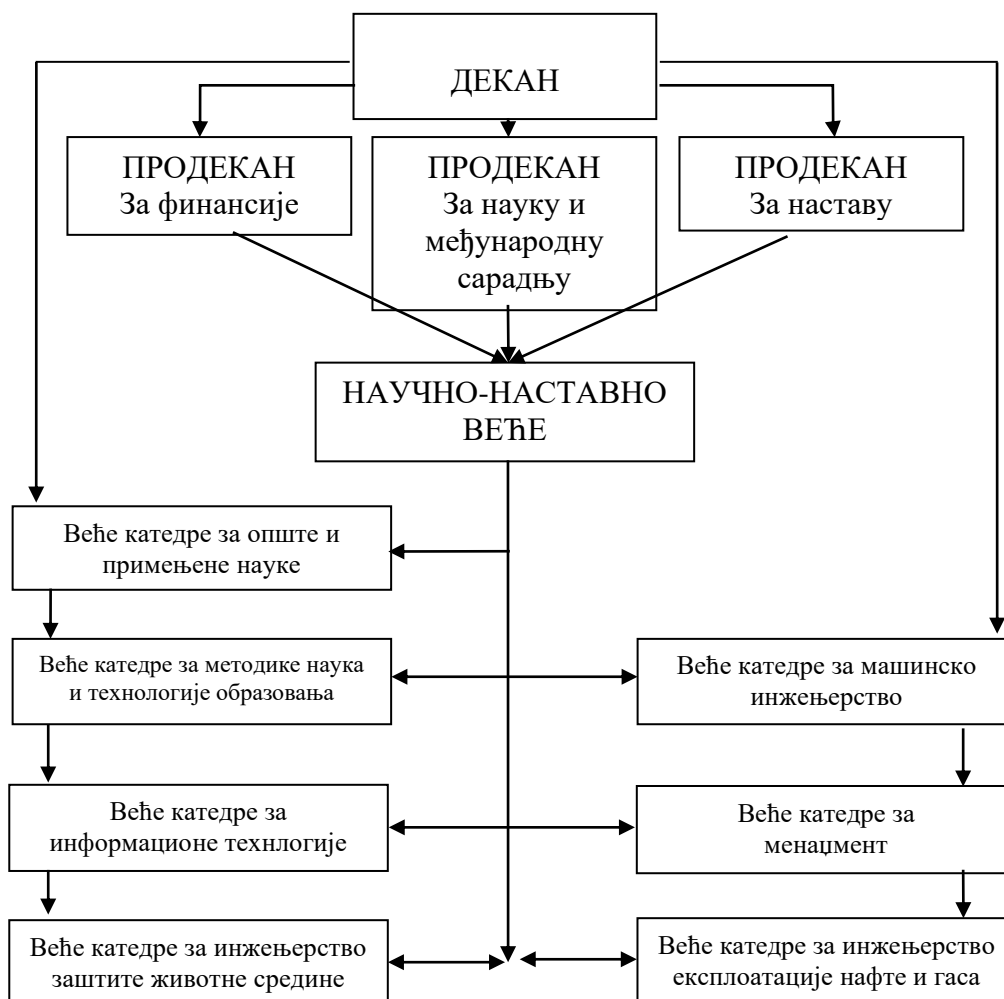 ДЕКАН
ПРОДЕКАН
За финансије
ПРОДЕКАН
За науку и
међународну
сарадњу
ПРОДЕКАН
За наставу
НАУЧНО-НАСТАВНО
ВЕЋЕ
Веће катедре за опште и
примењене науке
Веће катедре за методике наука
и технологије образовања
Веће катедре за машинско
инжењерство
Веће катедре за
информационе технлогије
Веће катедре за
менаџмент
Веће катедре за инжењерство
заштите животне средине
Веће катедре за инжењерство
експлоатације нафте и гаса